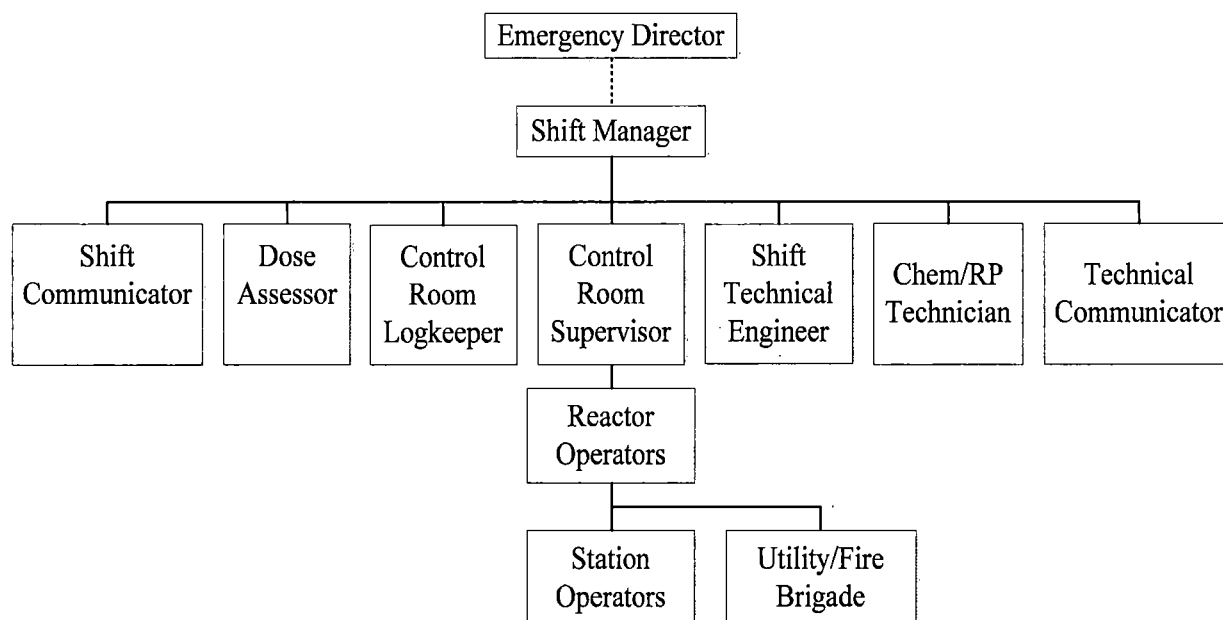 Emergency Director
Shift Manager
Shift
Communicator
Dose
Assessor
Control
Room
Logkeeper
Control
Room
Supervisor
Shift
Technical
Engineer
Chem/RP
Technician
Technical
Communicator
Reactor
Operators
Station
Operators
Utility/Fire
Brigade